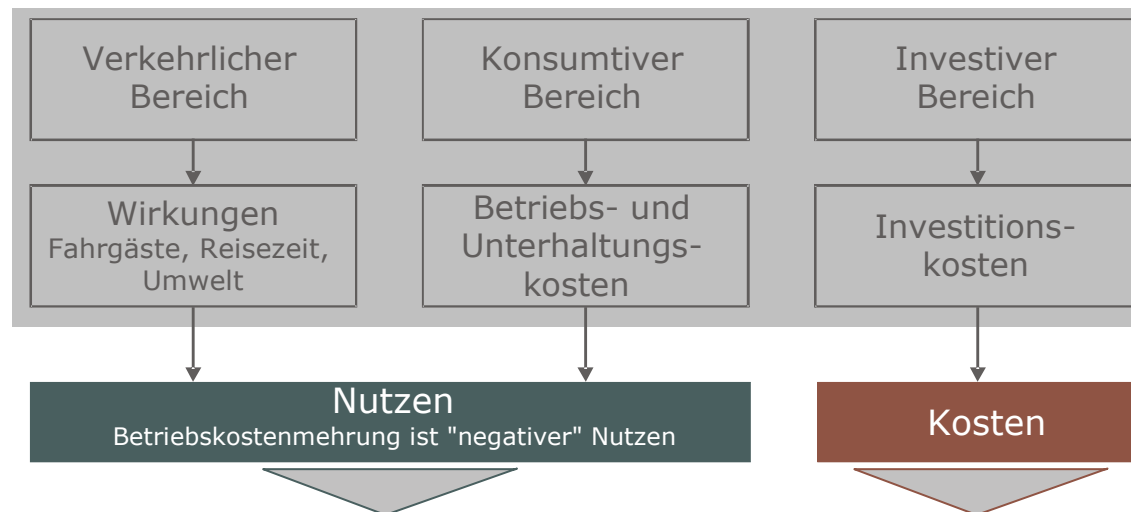 Verkehrlicher
Bereich
Konsumtiver
Bereich
Investiver
Bereich
Wirkungen
Fahrgäste, Reisezeit,
Umwelt
Betriebs- und
Unterhaltungs-
kosten
Investitions-
kosten
Nutzen
Betriebskostenmehrung ist "negativer" Nutzen
Kosten